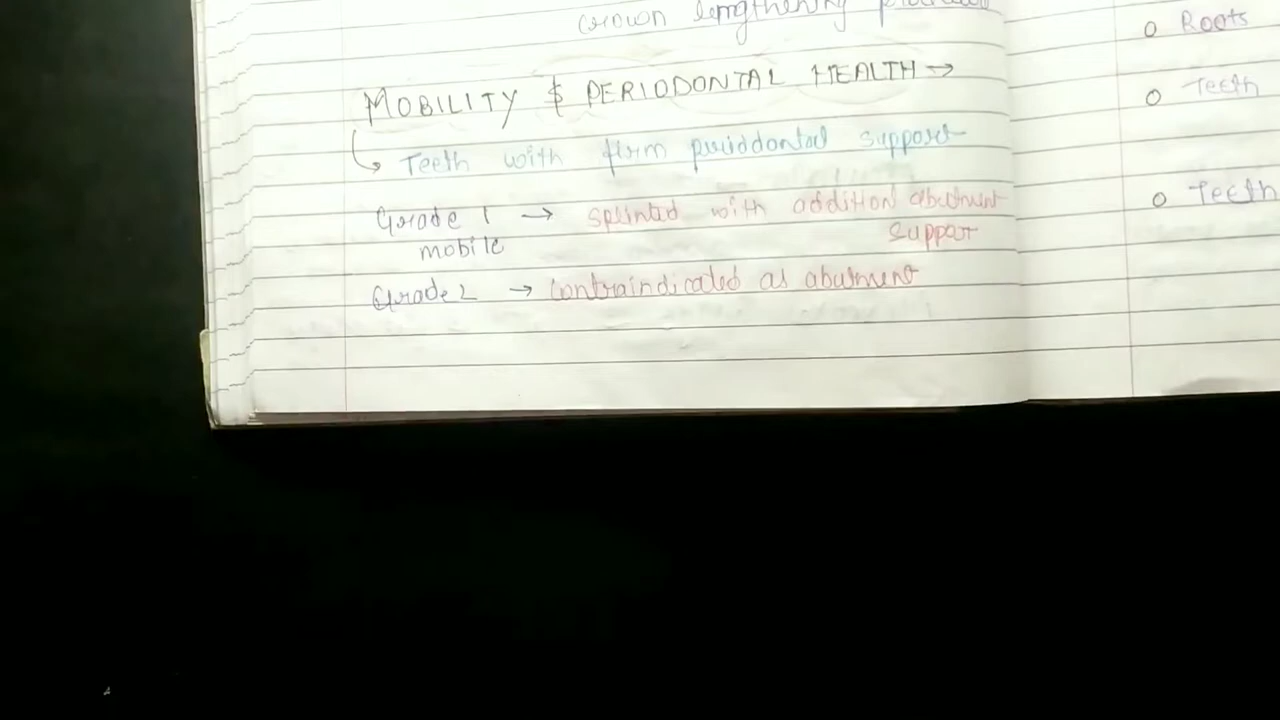 crown lengthening
MOBILITY & PERIODONTAL HEALTH →
Teeth with firm periodontal support
Grade 1 → splinted with addition abutment
support
mobile
Grade 2 → Contraindicated as abutment
o Roots
o Teeth
o Teeth